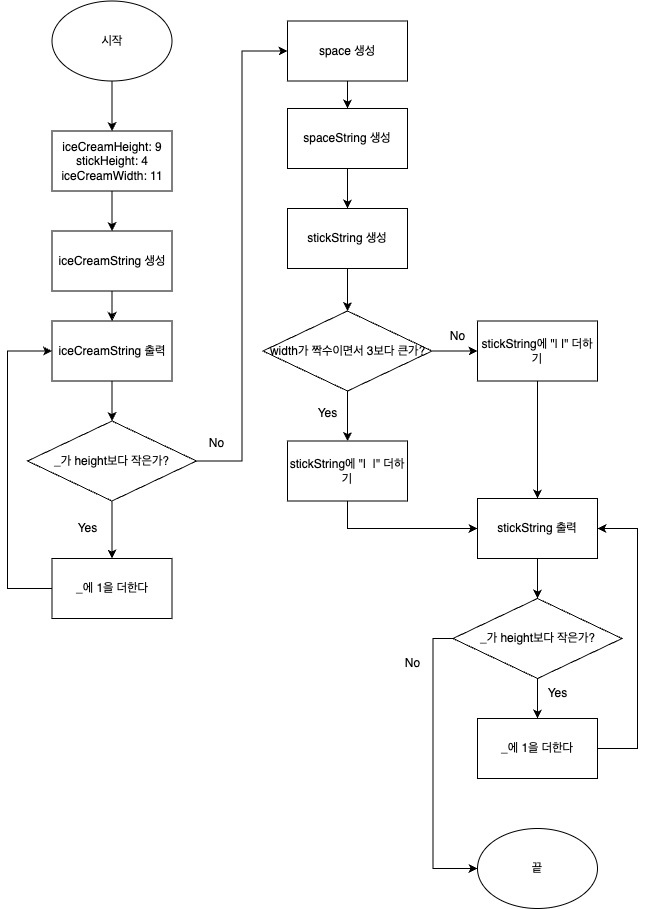 시작
iceCreamHeight: 9
stickHeight: 4
iceCreamWidth: 11
iceCreamString 생성
iceCreamString 출력
_가 height보다 작은가?
No
Yes
_에 1을 더한다
space 생성
spaceString 생성
stickString 생성
width가 짝수이면서 3보다 큰가?
No
stickString에 "| |" 더하
기
Yes
stickString에 "|  |" 더하
기
stickString 출력
_가 height보다 작은가?
No
Yes
_에 1을 더한다
끝